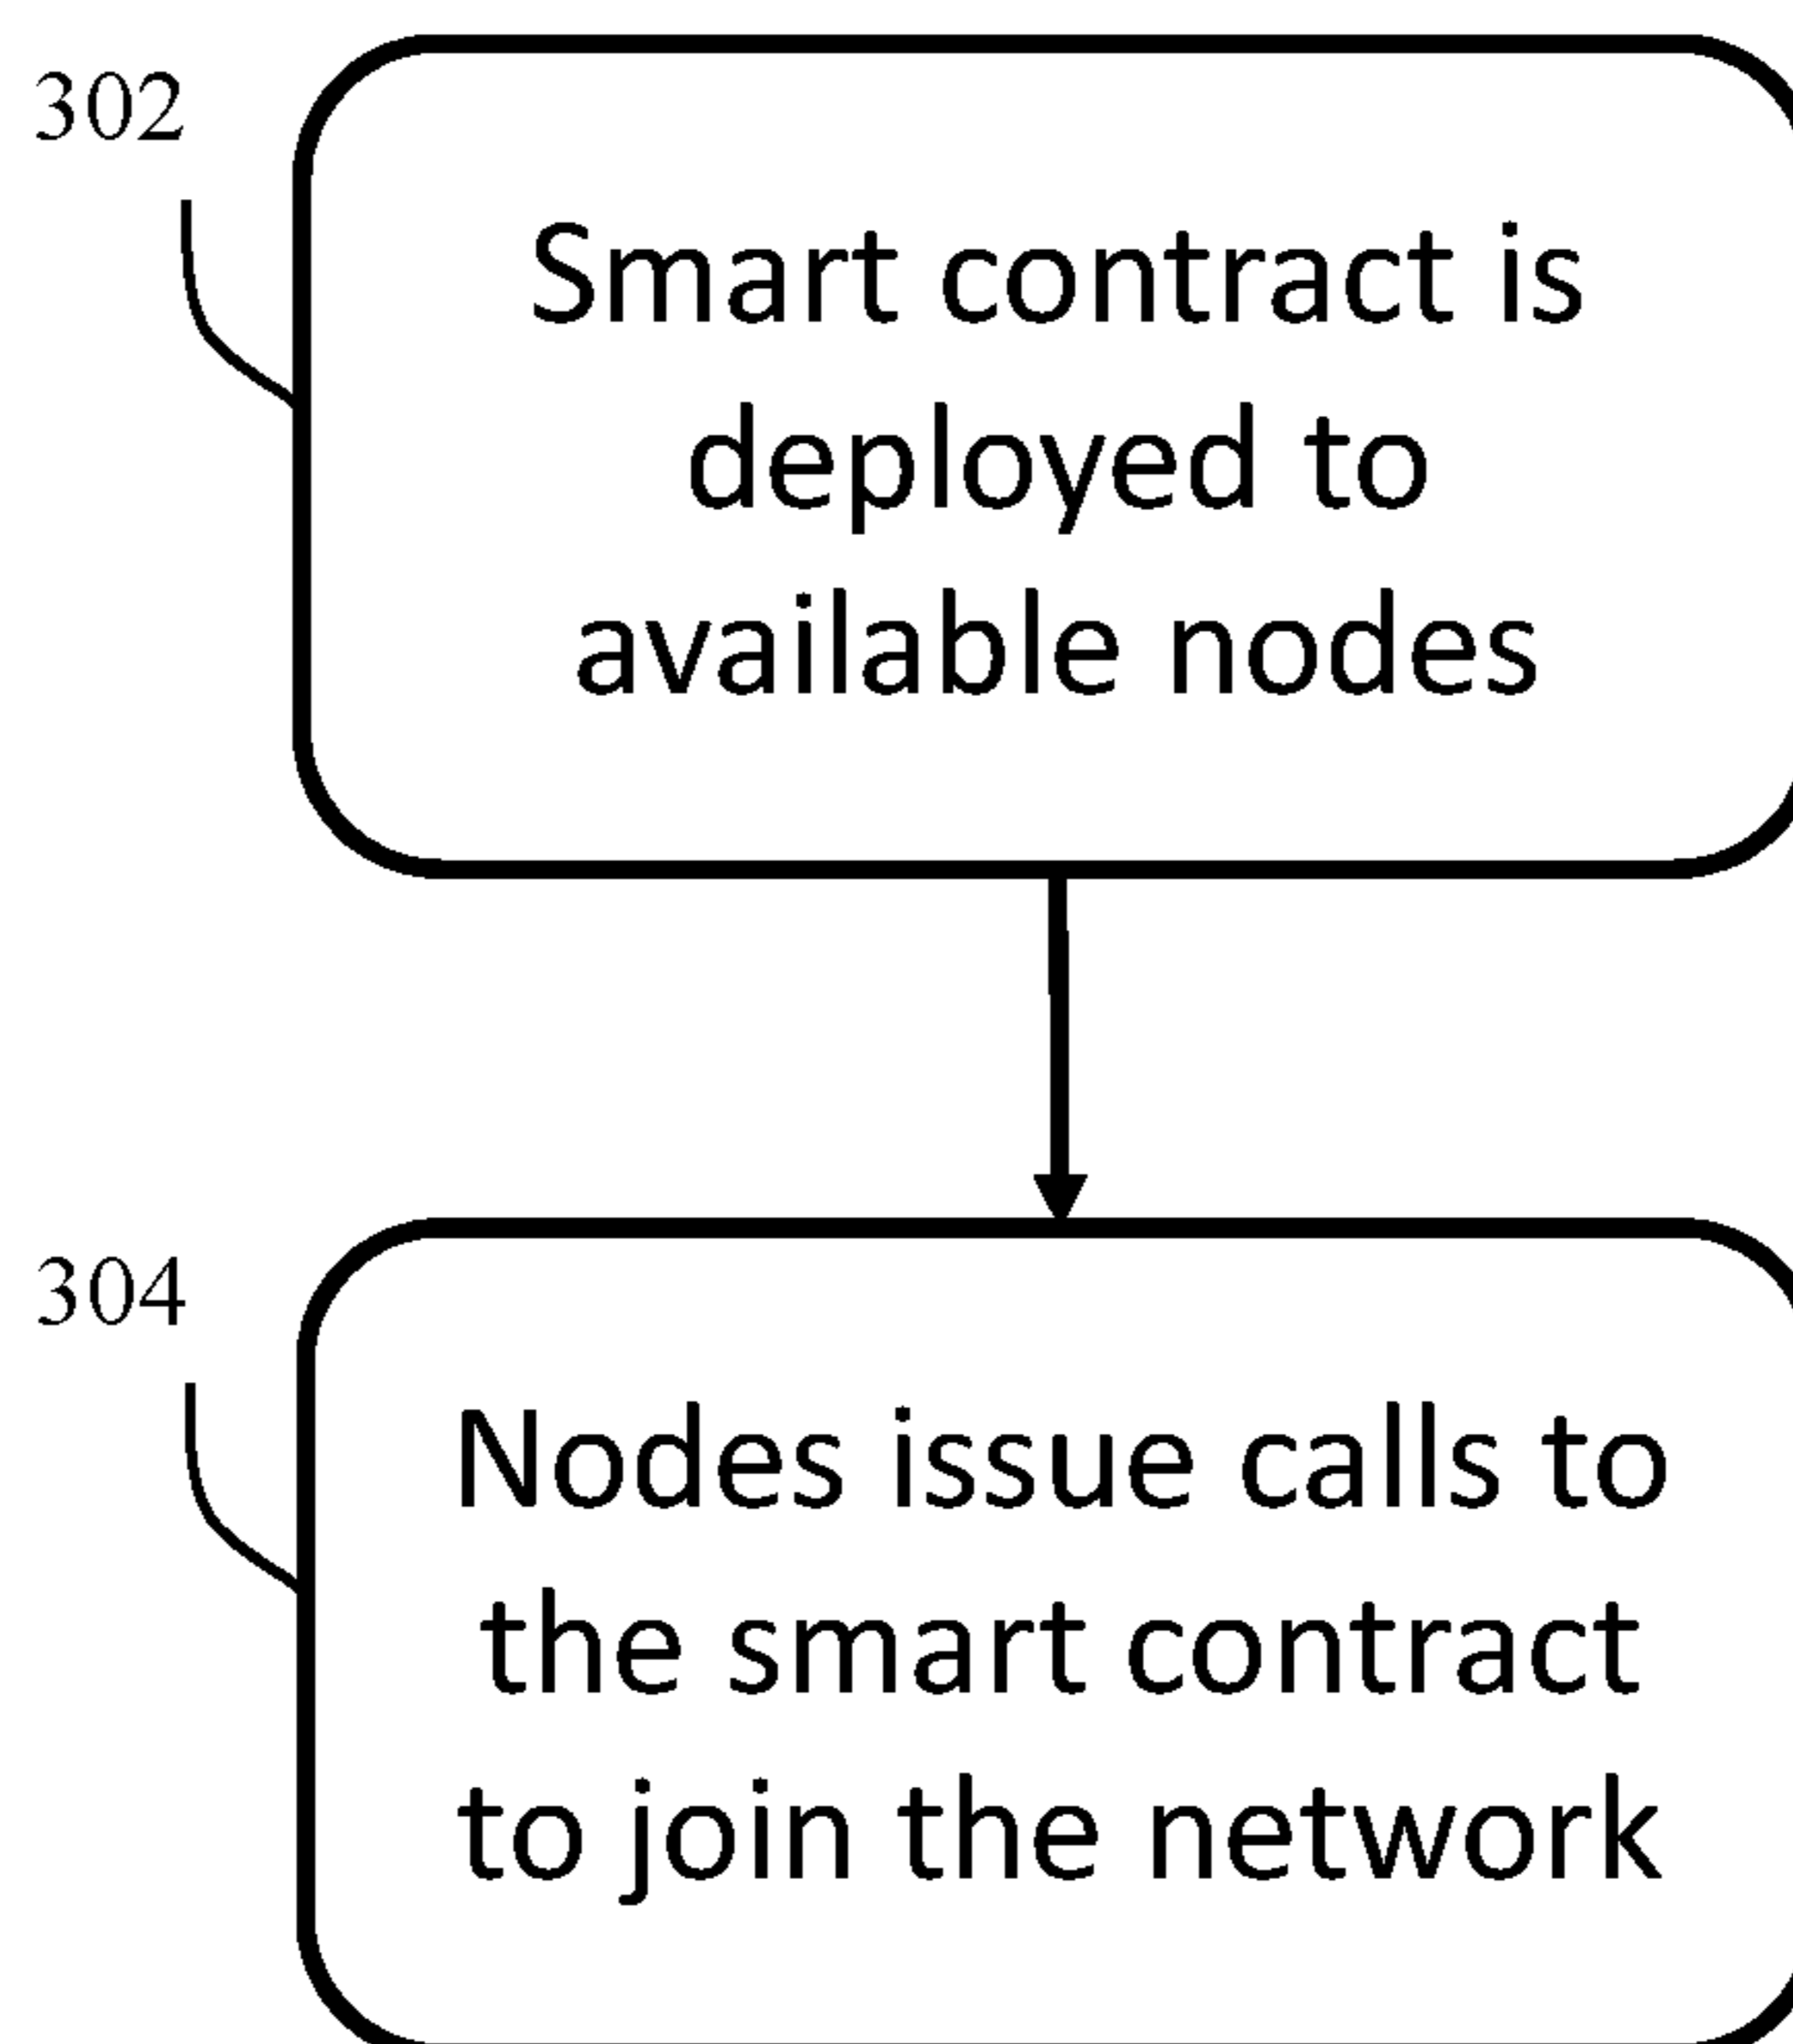 302
Smart contract is
deployed to
available nodes
304
Nodes issue calls to
the smart contract
to join the network